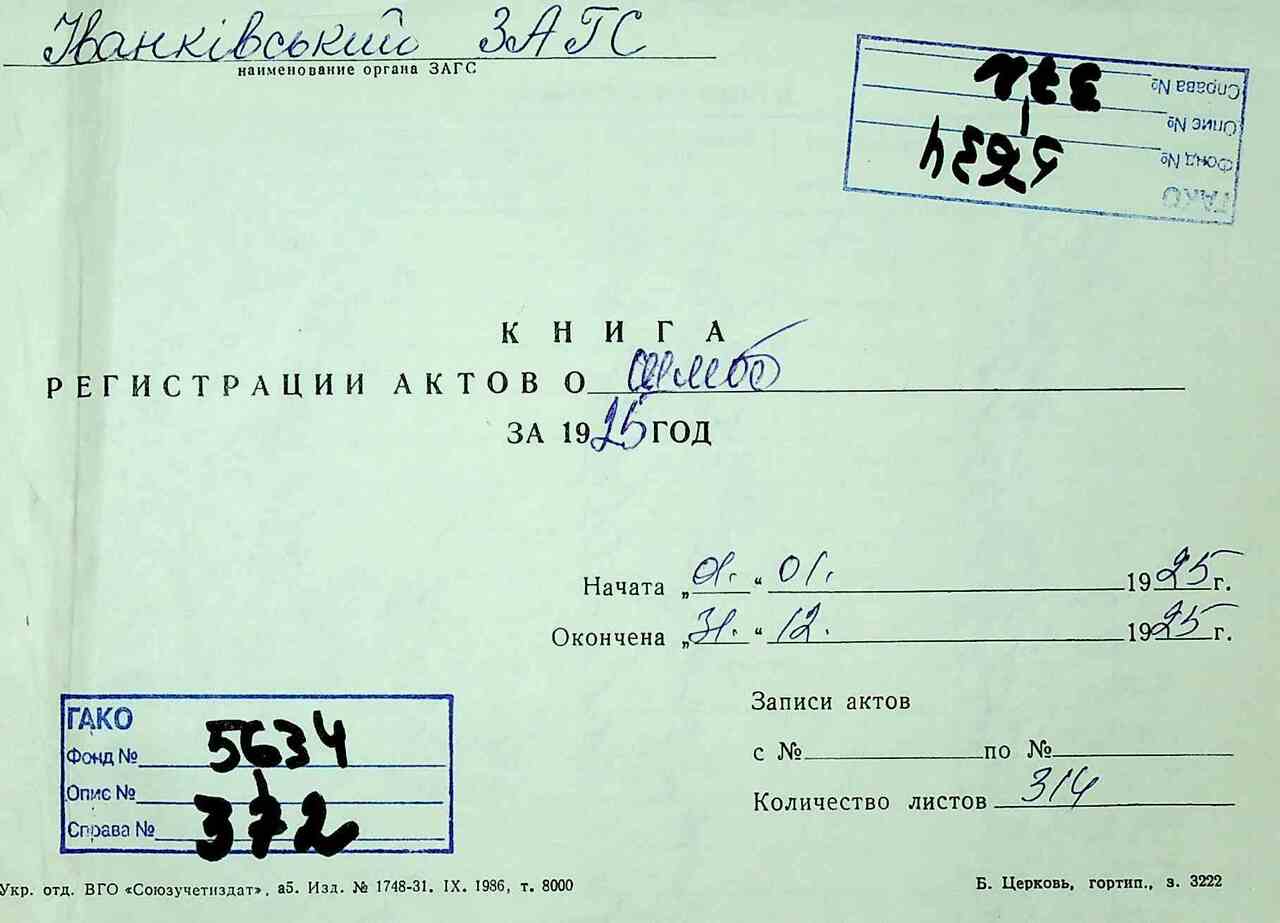 Іванківський ЗАГС
наименование органа ЗАГС
ГАКО
Фонд № 5634
Опис № 1
Справа № 372
КНИГА
РЕГИСТРАЦИИ АКТОВ О шлюб
ЗА 1925 ГОД
Начата „01.“ 01. 1925 г.
Окончена „31.“ 12. 1925 г.
Записи актов
с № по №
Количество листов 314
ГАКО
Фонд № 5634
Опис № 1
Справа № 372
Укр. отд. ВГО «Союзучетиздат», а5. Изд. № 1748-31. IX. 1986, т. 8000
Б. Церковь, гортип., з. 3222